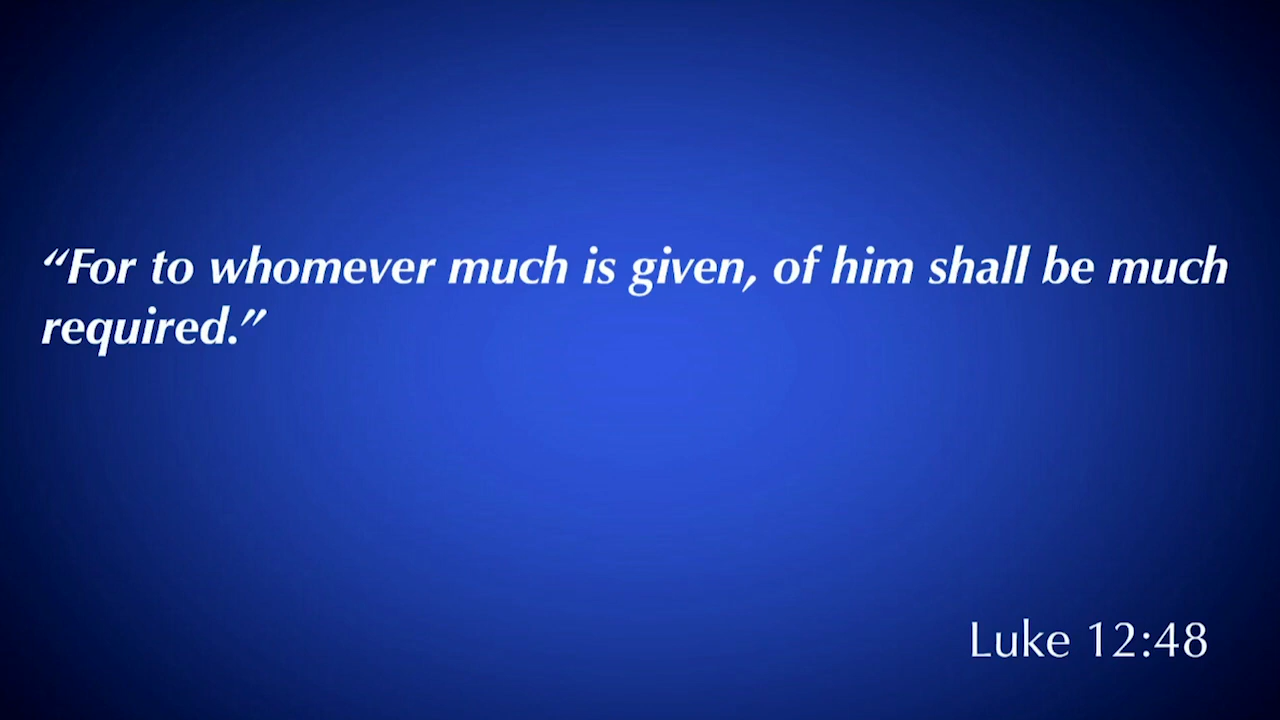 “For to whomever much is given, of him shall be much
required.”
Luke 12:48